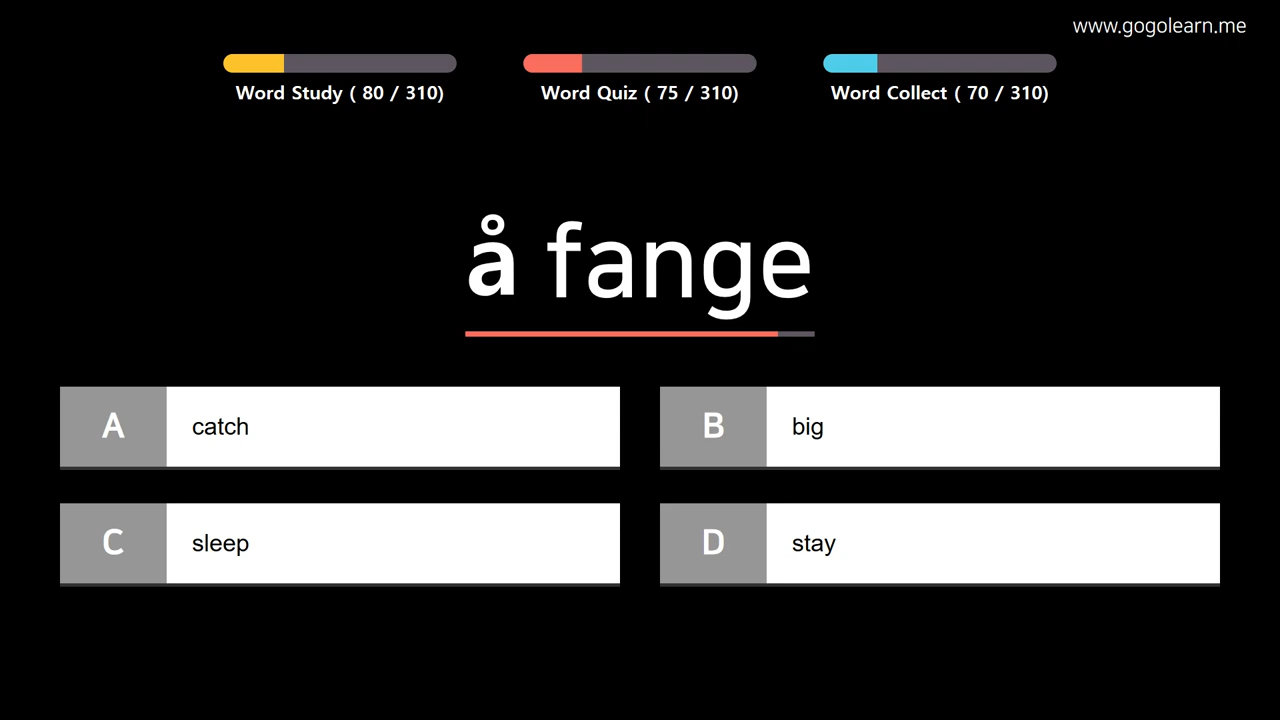 www.gogolearn.me
Word Study ( 80 / 310)
Word Quiz ( 75 / 310)
Word Collect ( 70 / 310)
å fange
A catch
B big
C sleep
D stay